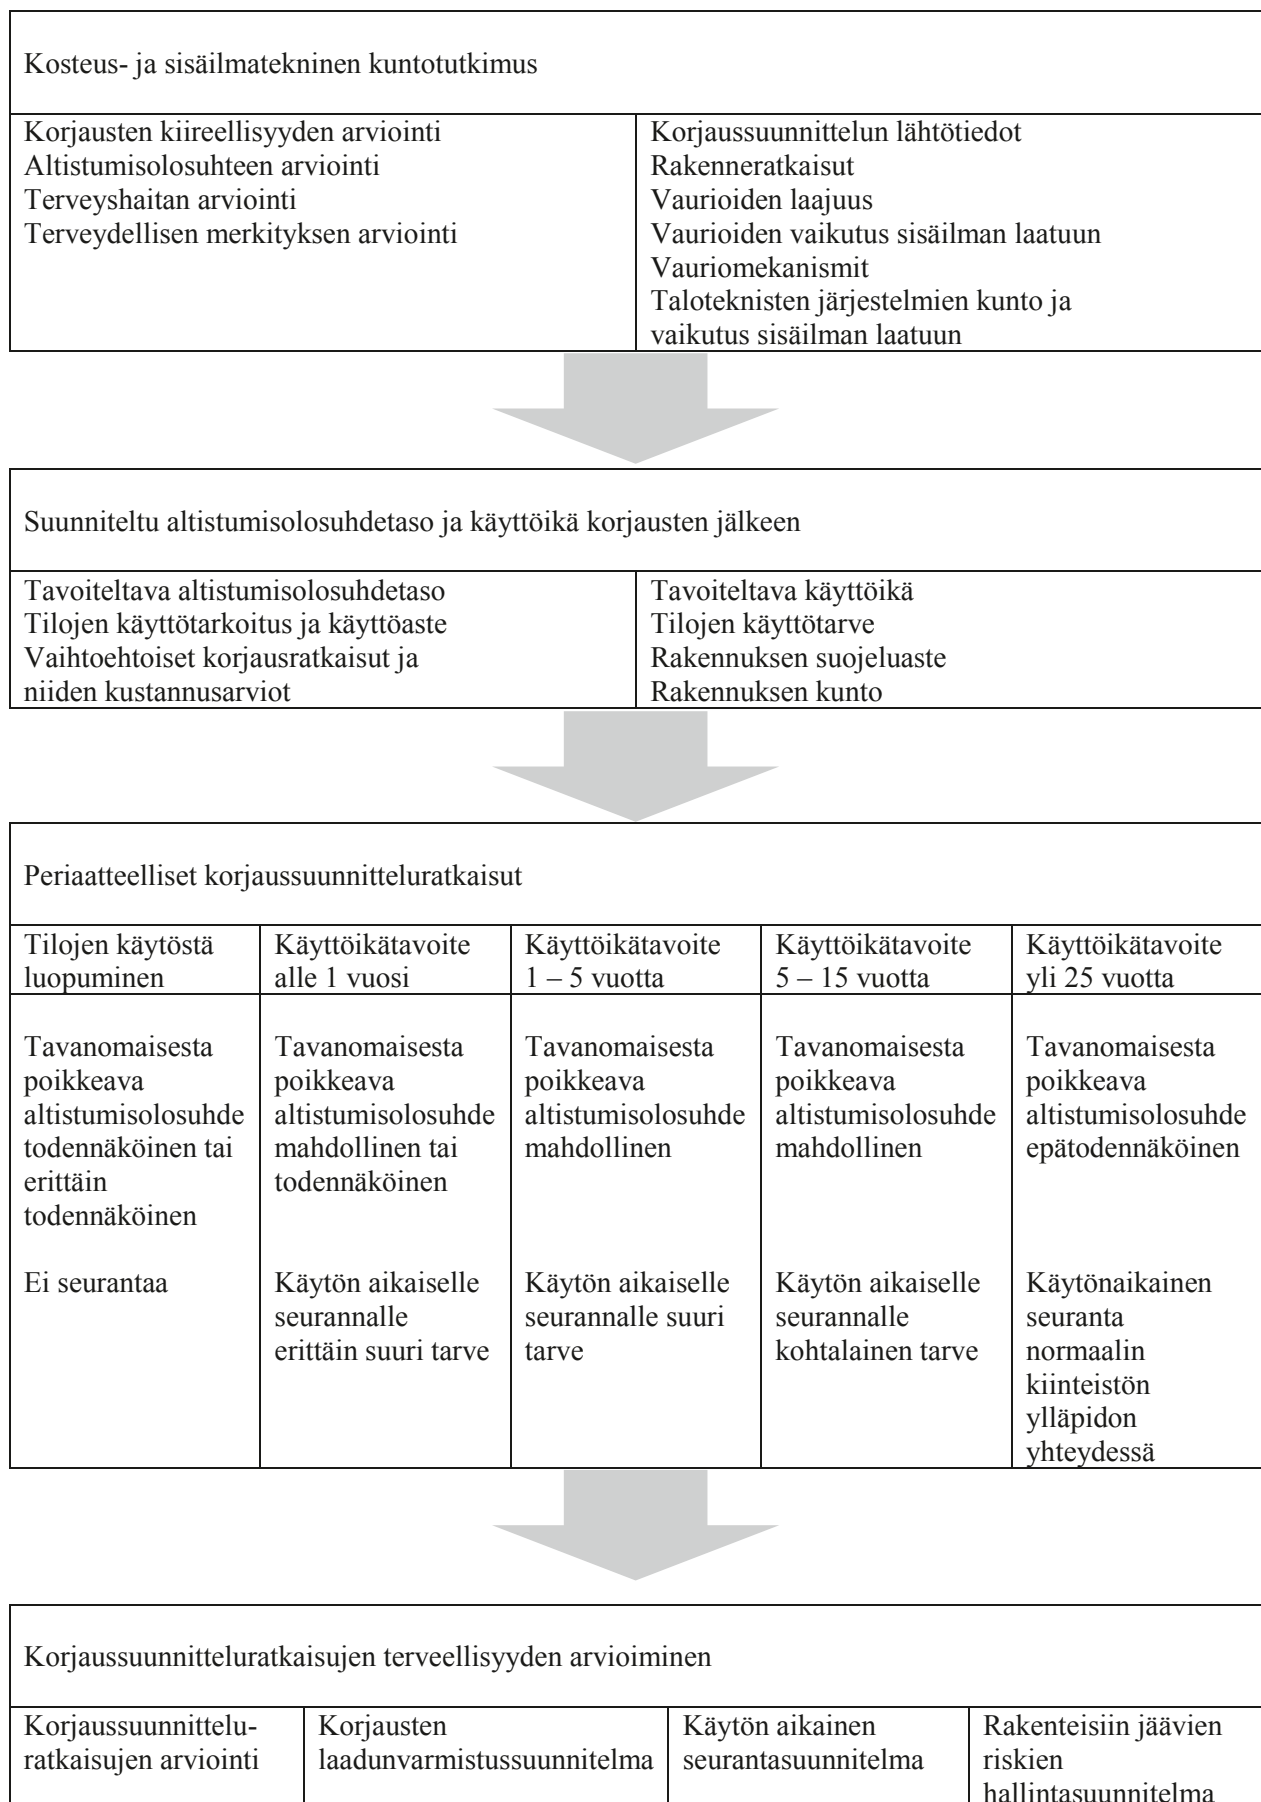 Kosteus- ja sisäilmatekninen kuntotutkimus
Korjausten kiireellisyyden arviointi
Altistumisolosuhteen arviointi
Terveyshaitan arviointi
Terveydellisen merkityksen arviointi
Korjaussuunnittelun lähtötiedot
Rakenneratkaisut
Vaurioiden laajuus
Vaurioiden vaikutus sisäilman laatuun
Vauriomekanismit
Taloteknisten järjestelmien kunto ja
vaikutus sisäilman laatuun
Suunniteltu altistumisolosuhdetaso ja käyttöikä korjausten jälkeen
Tavoiteltava altistumisolosuhdetaso
Tilojen käyttötarkoitus ja käyttöaste
Vaihtoehtoiset korjausratkaisut ja
niiden kustannusarviot
Tavoiteltava käyttöikä
Tilojen käyttötarve
Rakennuksen suojeluaste
Rakennuksen kunto
Periaatteelliset korjaussuunnitteluratkaisut
Tilojen käytöstä
luopuminen
Käyttöikätavoite
alle 1 vuosi
Käyttöikätavoite
1 – 5 vuotta
Käyttöikätavoite
5 – 15 vuotta
Käyttöikätavoite
yli 25 vuotta
Tavanomaisesta
poikkeava
altistumisolosuhde
todennäköinen tai
erittäin
todennäköinen
Tavanomaisesta
poikkeava
altistumisolosuhde
mahdollinen tai
todennäköinen
Tavanomaisesta
poikkeava
altistumisolosuhde
mahdollinen
Tavanomaisesta
poikkeava
altistumisolosuhde
mahdollinen
Tavanomaisesta
poikkeava
altistumisolosuhde
epätodennäköinen
Ei seurantaa
Käytön aikaiselle
seurannalle
erittäin suuri tarve
Käytön aikaiselle
seurannalle suuri
tarve
Käytön aikaiselle
seurannalle
kohtalainen tarve
Käytönaikainen
seuranta
normaalin
kiinteistön
ylläpidon
yhteydessä
Korjaussuunnitteluratkaisujen terveellisyyden arvioiminen
Korjaussuunnittelu-
ratkaisujen arviointi
Korjausten
laadunvarmistussuunnitelma
Käytön aikainen
seurantasuunnitelma
Rakenteisiin jäävien
riskien
hallintasuunnitelma